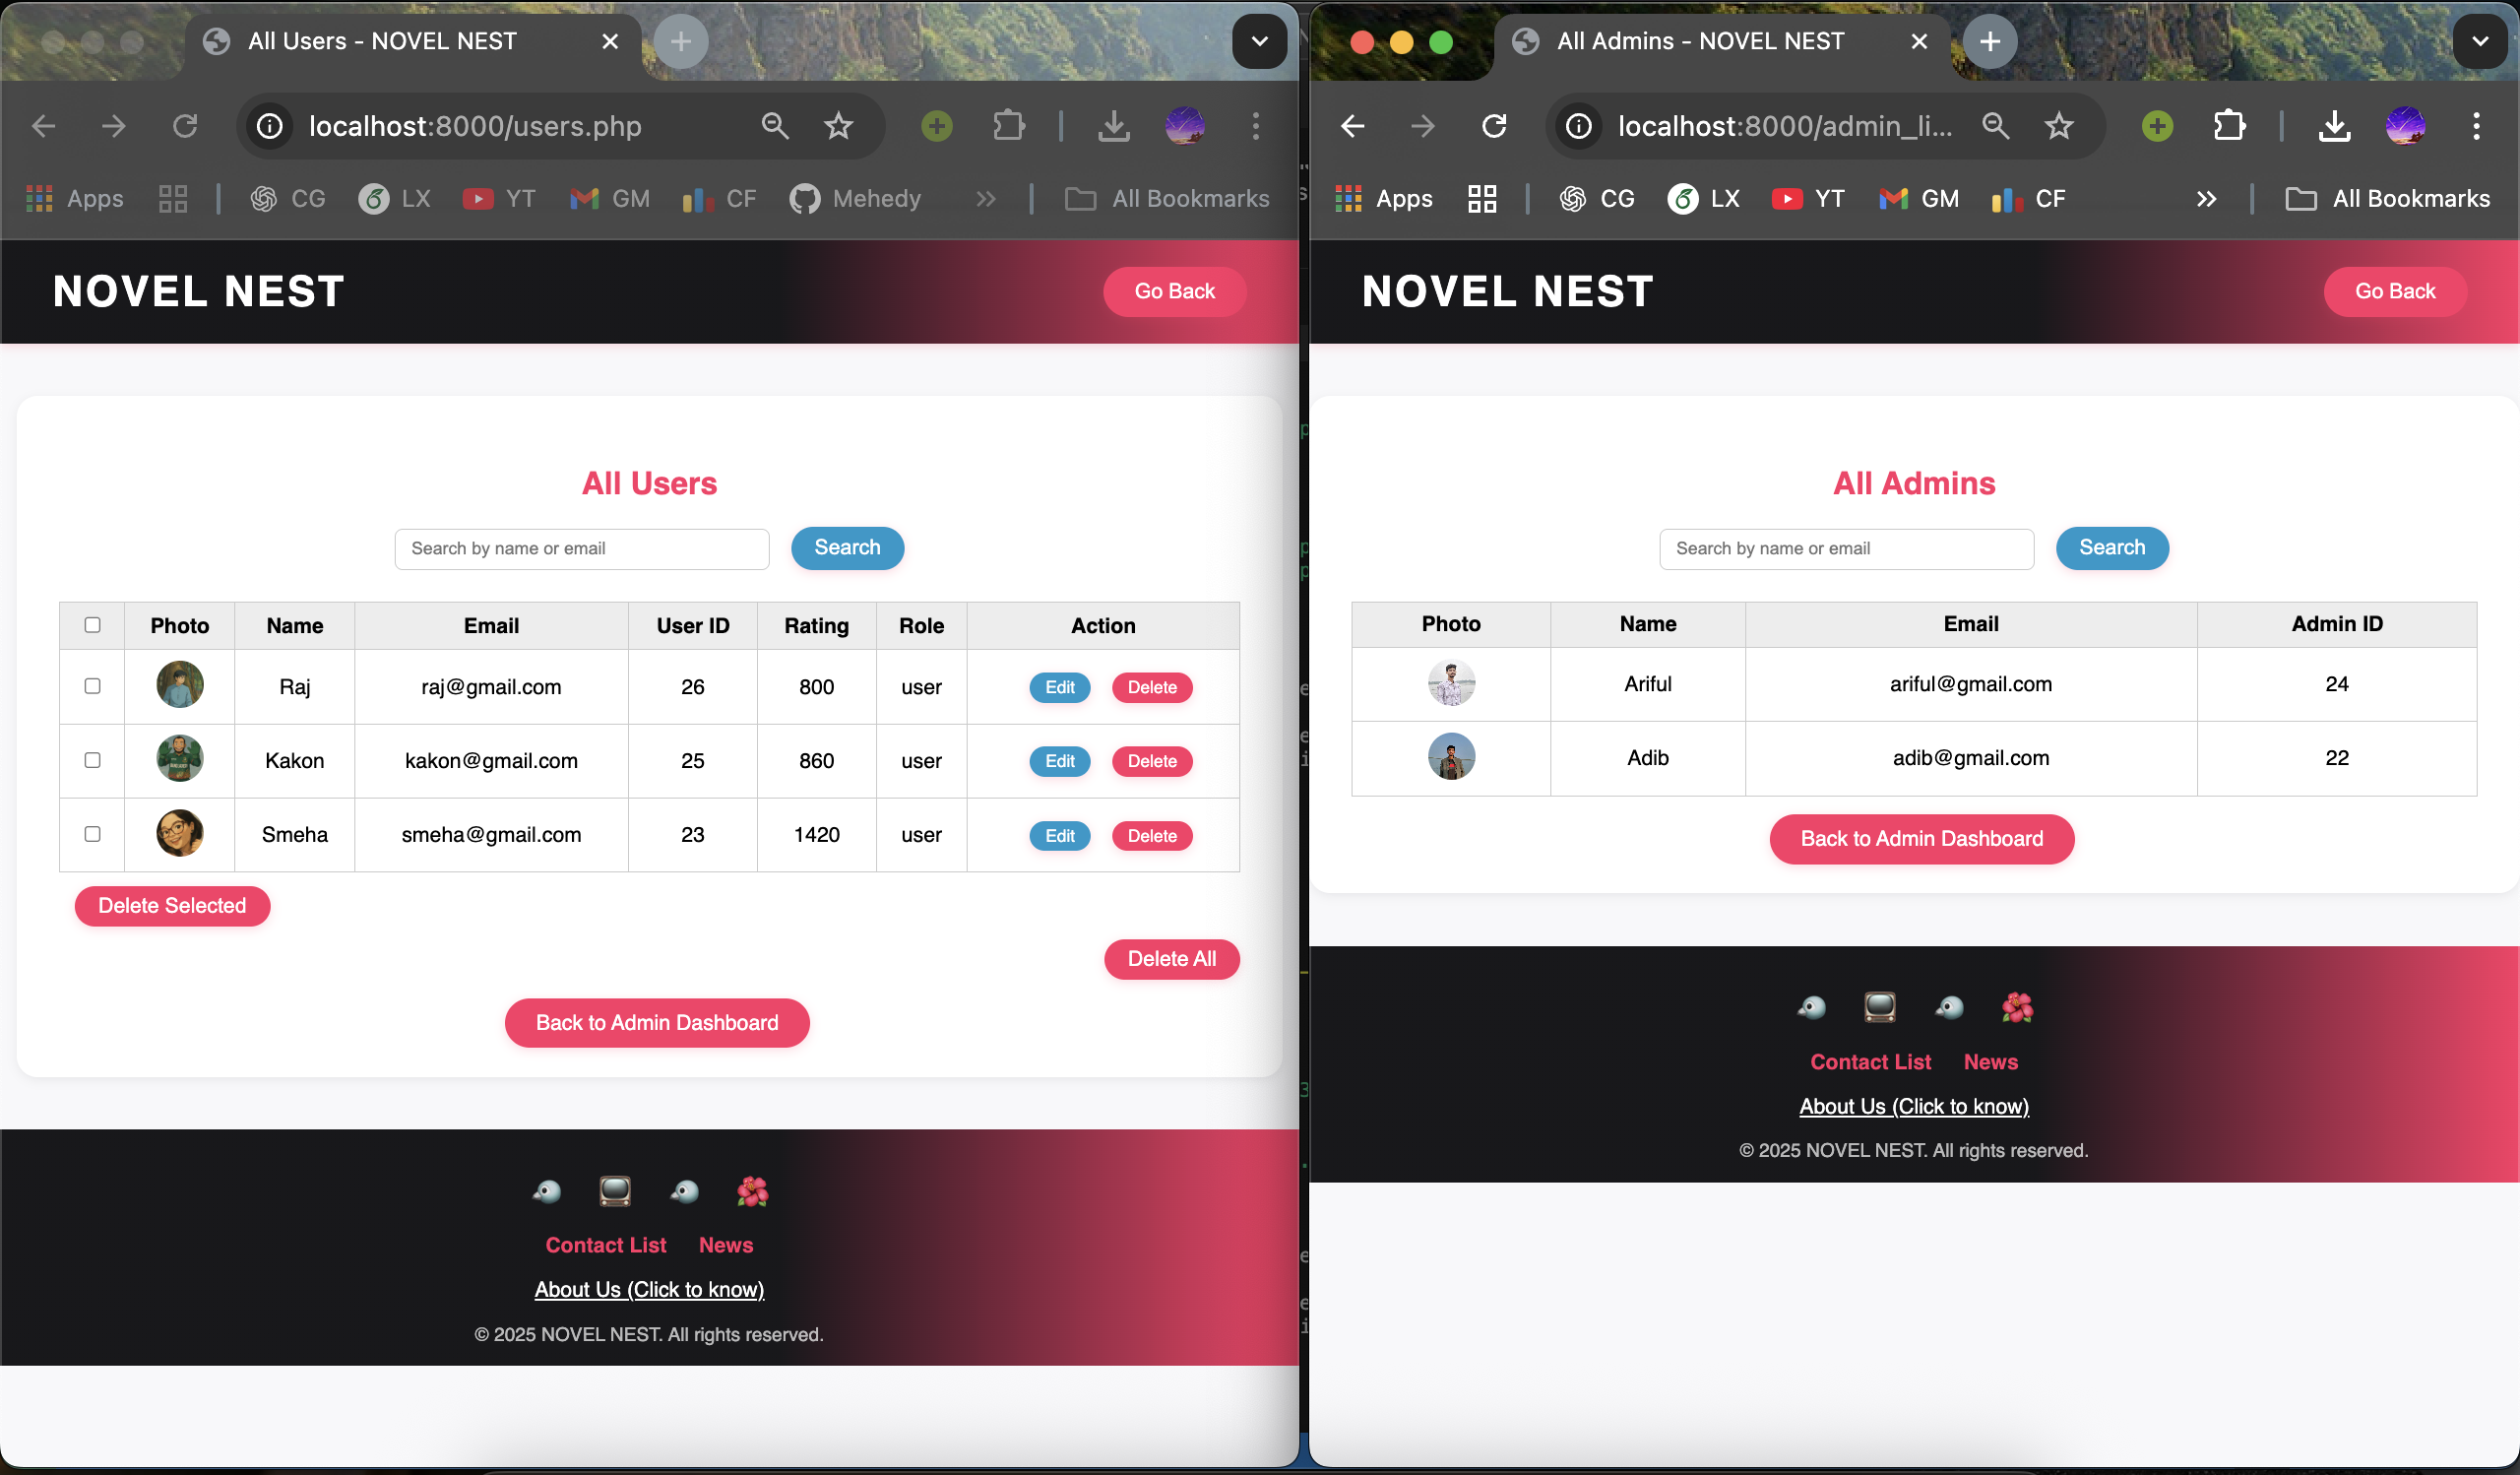 All Users - NOVEL NEST
localhost:8000/users.php
Apps CG LX YT GM CF Mehedy All Bookmarks
NOVEL NEST Go Back
All Users
Search by name or email Search
Photo Name Email User ID Rating Role Action
Raj raj@gmail.com 26 800 user Edit Delete
Kakon kakon@gmail.com 25 860 user Edit Delete
Smeha smeha@gmail.com 23 1420 user Edit Delete
Delete Selected
Delete All
Back to Admin Dashboard
Contact List News
About Us (Click to know)
© 2025 NOVEL NEST. All rights reserved.
All Admins - NOVEL NEST
localhost:8000/admin_li...
Apps CG LX YT GM CF All Bookmarks
NOVEL NEST Go Back
All Admins
Search by name or email Search
Photo Name Email Admin ID
Ariful ariful@gmail.com 24
Adib adib@gmail.com 22
Back to Admin Dashboard
Contact List News
About Us (Click to know)
© 2025 NOVEL NEST. All rights reserved.